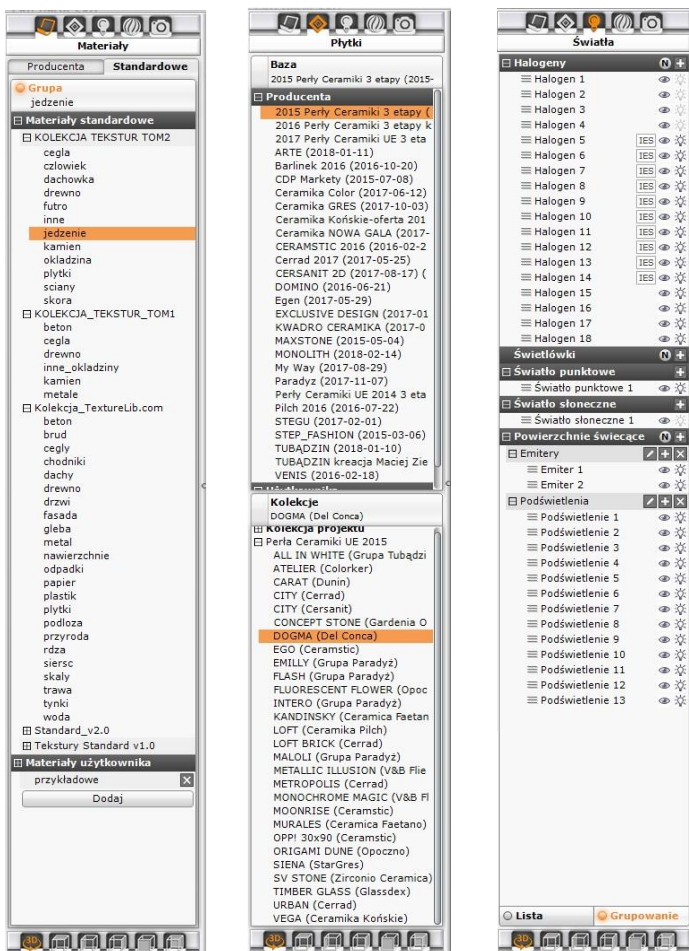 Materiały
Producenta Standardowe
Grupa
jedzenie
Materiały standardowe
KOLEKCJA TEKSTUR TOM2
cegla
czlowiek
dachowka
drewno
futro
inne
jedzenie
kamien
okladzina
plytki
sciany
skora
KOLEKCJA_TEKSTUR_TOM1
beton
cegla
drewno
inne_okladziny
kamien
metale
Kolekcja_TextureLib.com
beton
brud
cegly
chodniki
dachy
drewno
drzwi
fasada
gleba
metal
nawierzchnie
odpadki
papier
plastik
plytki
podloza
przyroda
rdza
siersc
skaly
trawa
tynki
woda
Standard_v2.0
Tekstury Standard v1.0
Materiały użytkownika
przykładowe
Dodaj
3D
Płytki
Baza
2015 Perły Ceramiki 3 etapy (2015-
Producenta
2015 Perły Ceramiki 3 etapy (
2016 Perły Ceramiki 3 etapy k
2017 Perły Ceramiki UE 3 eta
ARTE (2018-01-11)
Barlinek 2016 (2016-10-20)
CDP Markety (2015-07-08)
Ceramika Color (2017-06-12)
Ceramika GRES (2017-10-03)
Ceramika Końskie-oferta 201
Ceramika NOWA GALA (2017-
CERAMSTIC 2016 (2016-02-2
Cerrad 2017 (2017-05-25)
CERSANIT 2D (2017-08-17) (
DOMINO (2016-06-21)
Egen (2017-05-29)
EXCLUSIVE DESIGN (2017-01
KWADRO CERAMIKA (2017-0
MAXSTONE (2015-05-04)
MONOLITH (2018-02-14)
My Way (2017-08-29)
Paradyz (2017-11-07)
Perły Ceramiki UE 2014 3 eta
Pilch 2016 (2016-07-22)
STEGU (2017-02-01)
STEP_FASHION (2015-03-06)
TUBĄDZIN (2018-01-10)
TUBĄDZIN kreacja Maciej Zie
VENIS (2016-02-18)
Użytkownika
Kolekcje
DOGMA (Del Conca)
Kolekcja projektu
Perła Ceramiki UE 2015
ALL IN WHITE (Grupa Tubądzi
ATELIER (Colorker)
CARAT (Dunin)
CITY (Cerrad)
CITY (Cersanit)
CONCEPT STONE (Gardenia O
DOGMA (Del Conca)
EGO (Ceramstic)
EMILLY (Grupa Paradyż)
FLASH (Grupa Paradyż)
FLUORESCENT FLOWER (Opoc
INTERO (Grupa Paradyż)
KANDINSKY (Ceramica Faetan
LOFT (Ceramika Pilch)
LOFT BRICK (Cerrad)
MALOLI (Grupa Paradyż)
METALLIC ILLUSION (V&B Flie
METROPOLIS (Cerrad)
MONOCHROME MAGIC (V&B Fl
MOONRISE (Ceramstic)
MURALES (Ceramica Faetano)
OPP! 30x90 (Ceramstic)
ORIGAMI DUNE (Opoczno)
SIENA (StarGres)
SV STONE (Zirconio Ceramica)
TIMBER GLASS (Glassdex)
URBAN (Cerrad)
VEGA (Ceramika Końskie)
3D
Światła
Halogeny N
Halogen 1
Halogen 2
Halogen 3
Halogen 4
Halogen 5 IES
Halogen 6 IES
Halogen 7 IES
Halogen 8 IES
Halogen 9 IES
Halogen 10 IES
Halogen 11 IES
Halogen 12 IES
Halogen 13 IES
Halogen 14 IES
Halogen 15
Halogen 16
Halogen 17
Halogen 18
Świetlówki N
Światło punktowe
Światło punktowe 1
Światło słoneczne
Światło słoneczne 1
Powierzchnie świecące N
Emitery
Emiter 1
Emiter 2
Podświetlenia
Podświetlenie 1
Podświetlenie 2
Podświetlenie 3
Podświetlenie 4
Podświetlenie 5
Podświetlenie 6
Podświetlenie 7
Podświetlenie 8
Podświetlenie 9
Podświetlenie 10
Podświetlenie 11
Podświetlenie 12
Podświetlenie 13
Lista Grupowanie
3D